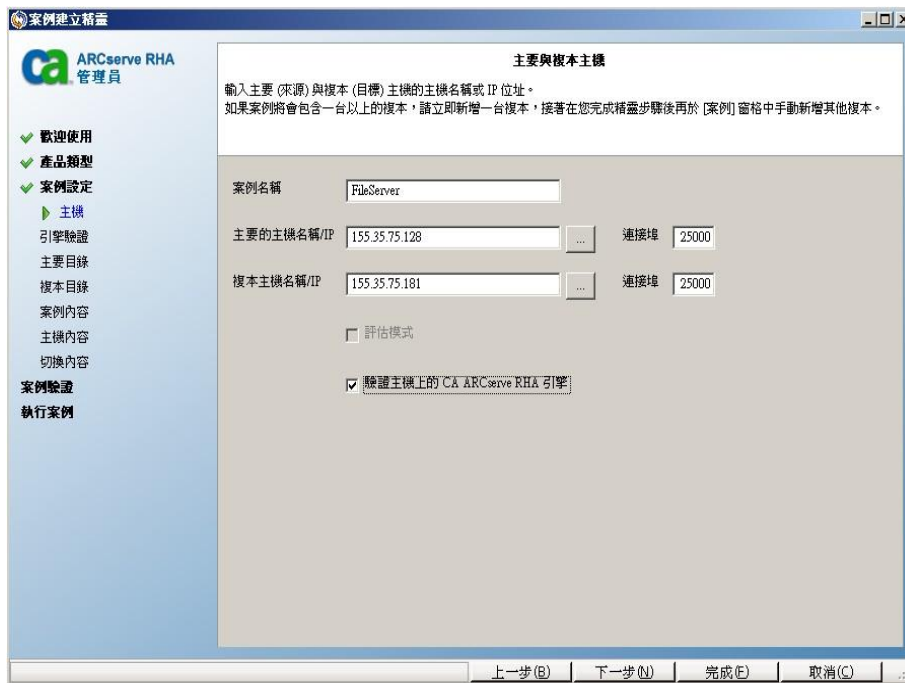 案例建立精靈
ca ARCserve RHA
管理員
歡迎使用
產品類型
案例設定
主機
引擎驗證
主要目錄
複本目錄
案例內容
主機內容
切換內容
案例驗證
執行案例
主要與複本主機
輸入主要 (來源) 與複本 (目標) 主機的主機名稱或 IP 位址。
如果案例將會包含一台以上的複本，請立即新增一台複本，接著在您完成精靈步驟後再於 [案例] 窗格中手動新增其他複本。
案例名稱 FileServer
主要的主機名稱/IP 155.35.75.128 ... 連接埠 25000
複本主機名稱/IP 155.35.75.181 ... 連接埠 25000
評估模式
驗證主機上的 CA ARCserve RHA 引擎
上一步(B) 下一步(N) 完成(F) 取消(C)